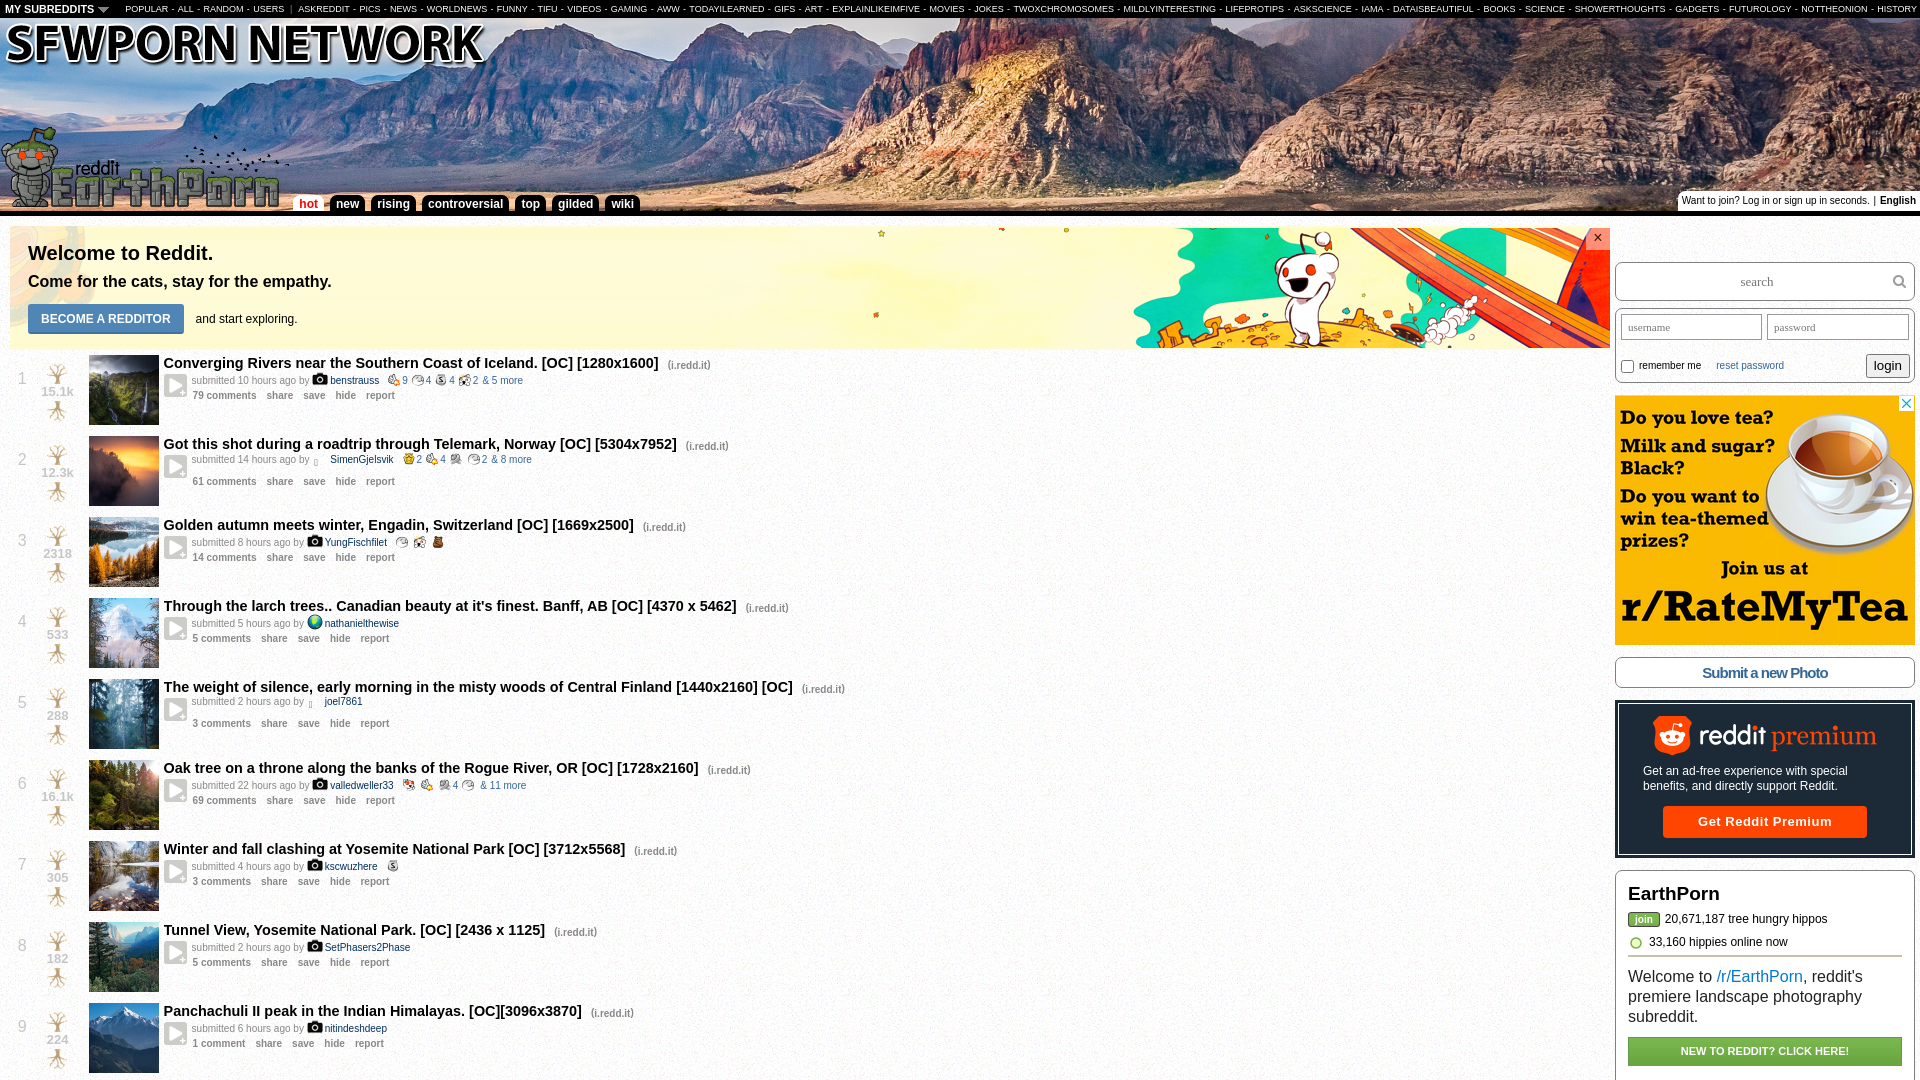 MY SUBREDDITS POPULAR - ALL - RANDOM - USERS | ASKREDDIT - PICS - NEWS - WORLDNEWS - FUNNY - TIFU - VIDEOS - GAMING - AWW - TODAYILEARNED - GIFS - ART - EXPLAINLIKEIMFIVE - MOVIES - JOKES - TWOXCHROMOSOMES - MILDLYINTERESTING - LIFEPROTIPS - ASKSCIENCE - IAMA - DATAISBEAUTIFUL - BOOKS - SCIENCE - SHOWERTHOUGHTS - GADGETS - FUTUROLOGY - NOTTHEONION - HISTORY
SFWPORN NETWORK
reddit
EarthPorn
hot new rising controversial top gilded wiki
Want to join? Log in or sign up in seconds. | English
Welcome to Reddit.
Come for the cats, stay for the empathy.
BECOME A REDDITOR and start exploring.
×
1
15.1k
Converging Rivers near the Southern Coast of Iceland. [OC] [1280x1600] (i.redd.it)
submitted 10 hours ago by benstrauss 9 4 4 2 & 5 more
79 comments share save hide report
2
12.3k
Got this shot during a roadtrip through Telemark, Norway [OC] [5304x7952] (i.redd.it)
submitted 14 hours ago by SimenGjelsvik 2 4 2 & 8 more
61 comments share save hide report
3
2318
Golden autumn meets winter, Engadin, Switzerland [OC] [1669x2500] (i.redd.it)
submitted 8 hours ago by YungFischfilet
14 comments share save hide report
4
533
Through the larch trees.. Canadian beauty at it's finest. Banff, AB [OC] [4370 x 5462] (i.redd.it)
submitted 5 hours ago by nathanielthewise
5 comments share save hide report
5
288
The weight of silence, early morning in the misty woods of Central Finland [1440x2160] [OC] (i.redd.it)
submitted 2 hours ago by joel7861
3 comments share save hide report
6
16.1k
Oak tree on a throne along the banks of the Rogue River, OR [OC] [1728x2160] (i.redd.it)
submitted 22 hours ago by valledweller33 4 & 11 more
69 comments share save hide report
7
305
Winter and fall clashing at Yosemite National Park [OC] [3712x5568] (i.redd.it)
submitted 4 hours ago by kscwuzhere
3 comments share save hide report
8
182
Tunnel View, Yosemite National Park. [OC] [2436 x 1125] (i.redd.it)
submitted 2 hours ago by SetPhasers2Phase
5 comments share save hide report
9
224
Panchachuli II peak in the Indian Himalayas. [OC][3096x3870] (i.redd.it)
submitted 6 hours ago by nitindeshdeep
1 comment share save hide report
search
username password
remember me reset password login
Do you love tea?
Milk and sugar?
Black?
Do you want to
win tea-themed
prizes?
Join us at
r/RateMyTea
Submit a new Photo
reddit premium
Get an ad-free experience with special
benefits, and directly support Reddit.
Get Reddit Premium
EarthPorn
join 20,671,187 tree hungry hippos
33,160 hippies online now
Welcome to /r/EarthPorn, reddit's
premiere landscape photography
subreddit.
NEW TO REDDIT? CLICK HERE!